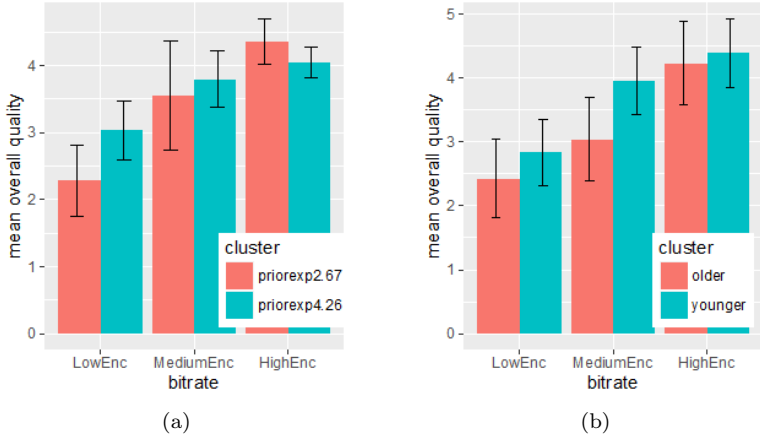 mean overall quality
4
3
2
1
0
cluster
priorexp2.67
priorexp4.26
LowEnc MediumEnc HighEnc
bitrate
(a)
mean overall quality
5
4
3
2
1
0
cluster
older
younger
LowEnc MediumEnc HighEnc
bitrate
(b)